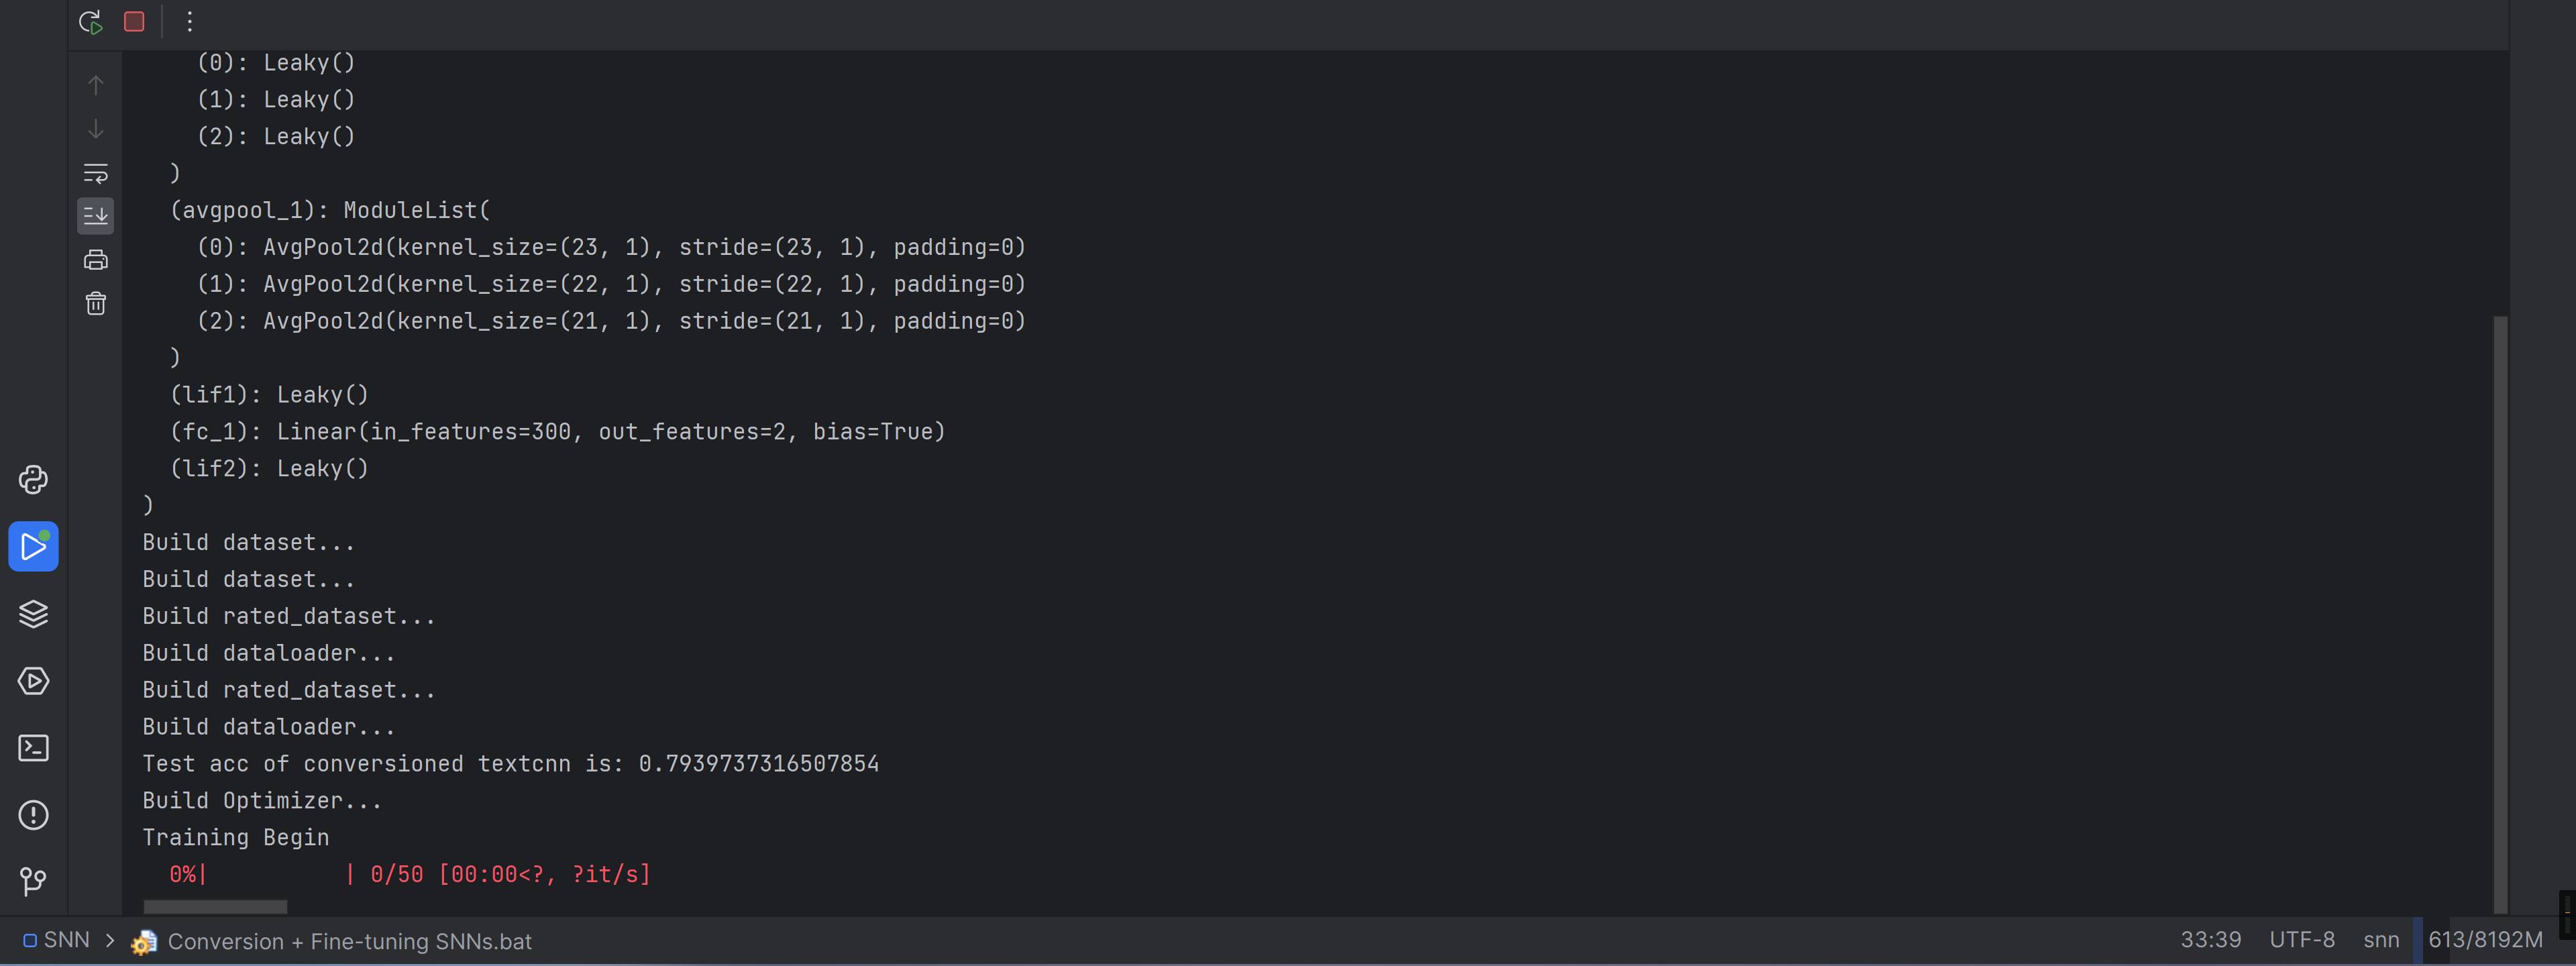 (0): Leaky()
(1): Leaky()
(2): Leaky()
)
(avgpool_1): ModuleList(
(0): AvgPool2d(kernel_size=(23, 1), stride=(23, 1), padding=0)
(1): AvgPool2d(kernel_size=(22, 1), stride=(22, 1), padding=0)
(2): AvgPool2d(kernel_size=(21, 1), stride=(21, 1), padding=0)
)
(lif1): Leaky()
(fc_1): Linear(in_features=300, out_features=2, bias=True)
(lif2): Leaky()
)
Build dataset...
Build dataset...
Build rated_dataset...
Build dataloader...
Build rated_dataset...
Build dataloader...
Test acc of conversioned textcnn is: 0.7939737316507854
Build Optimizer...
Training Begin
0%|          | 0/50 [00:00<?, ?it/s]
SNN > Conversion + Fine-tuning SNNs.bat 33:39 UTF-8 snn 613/8192M